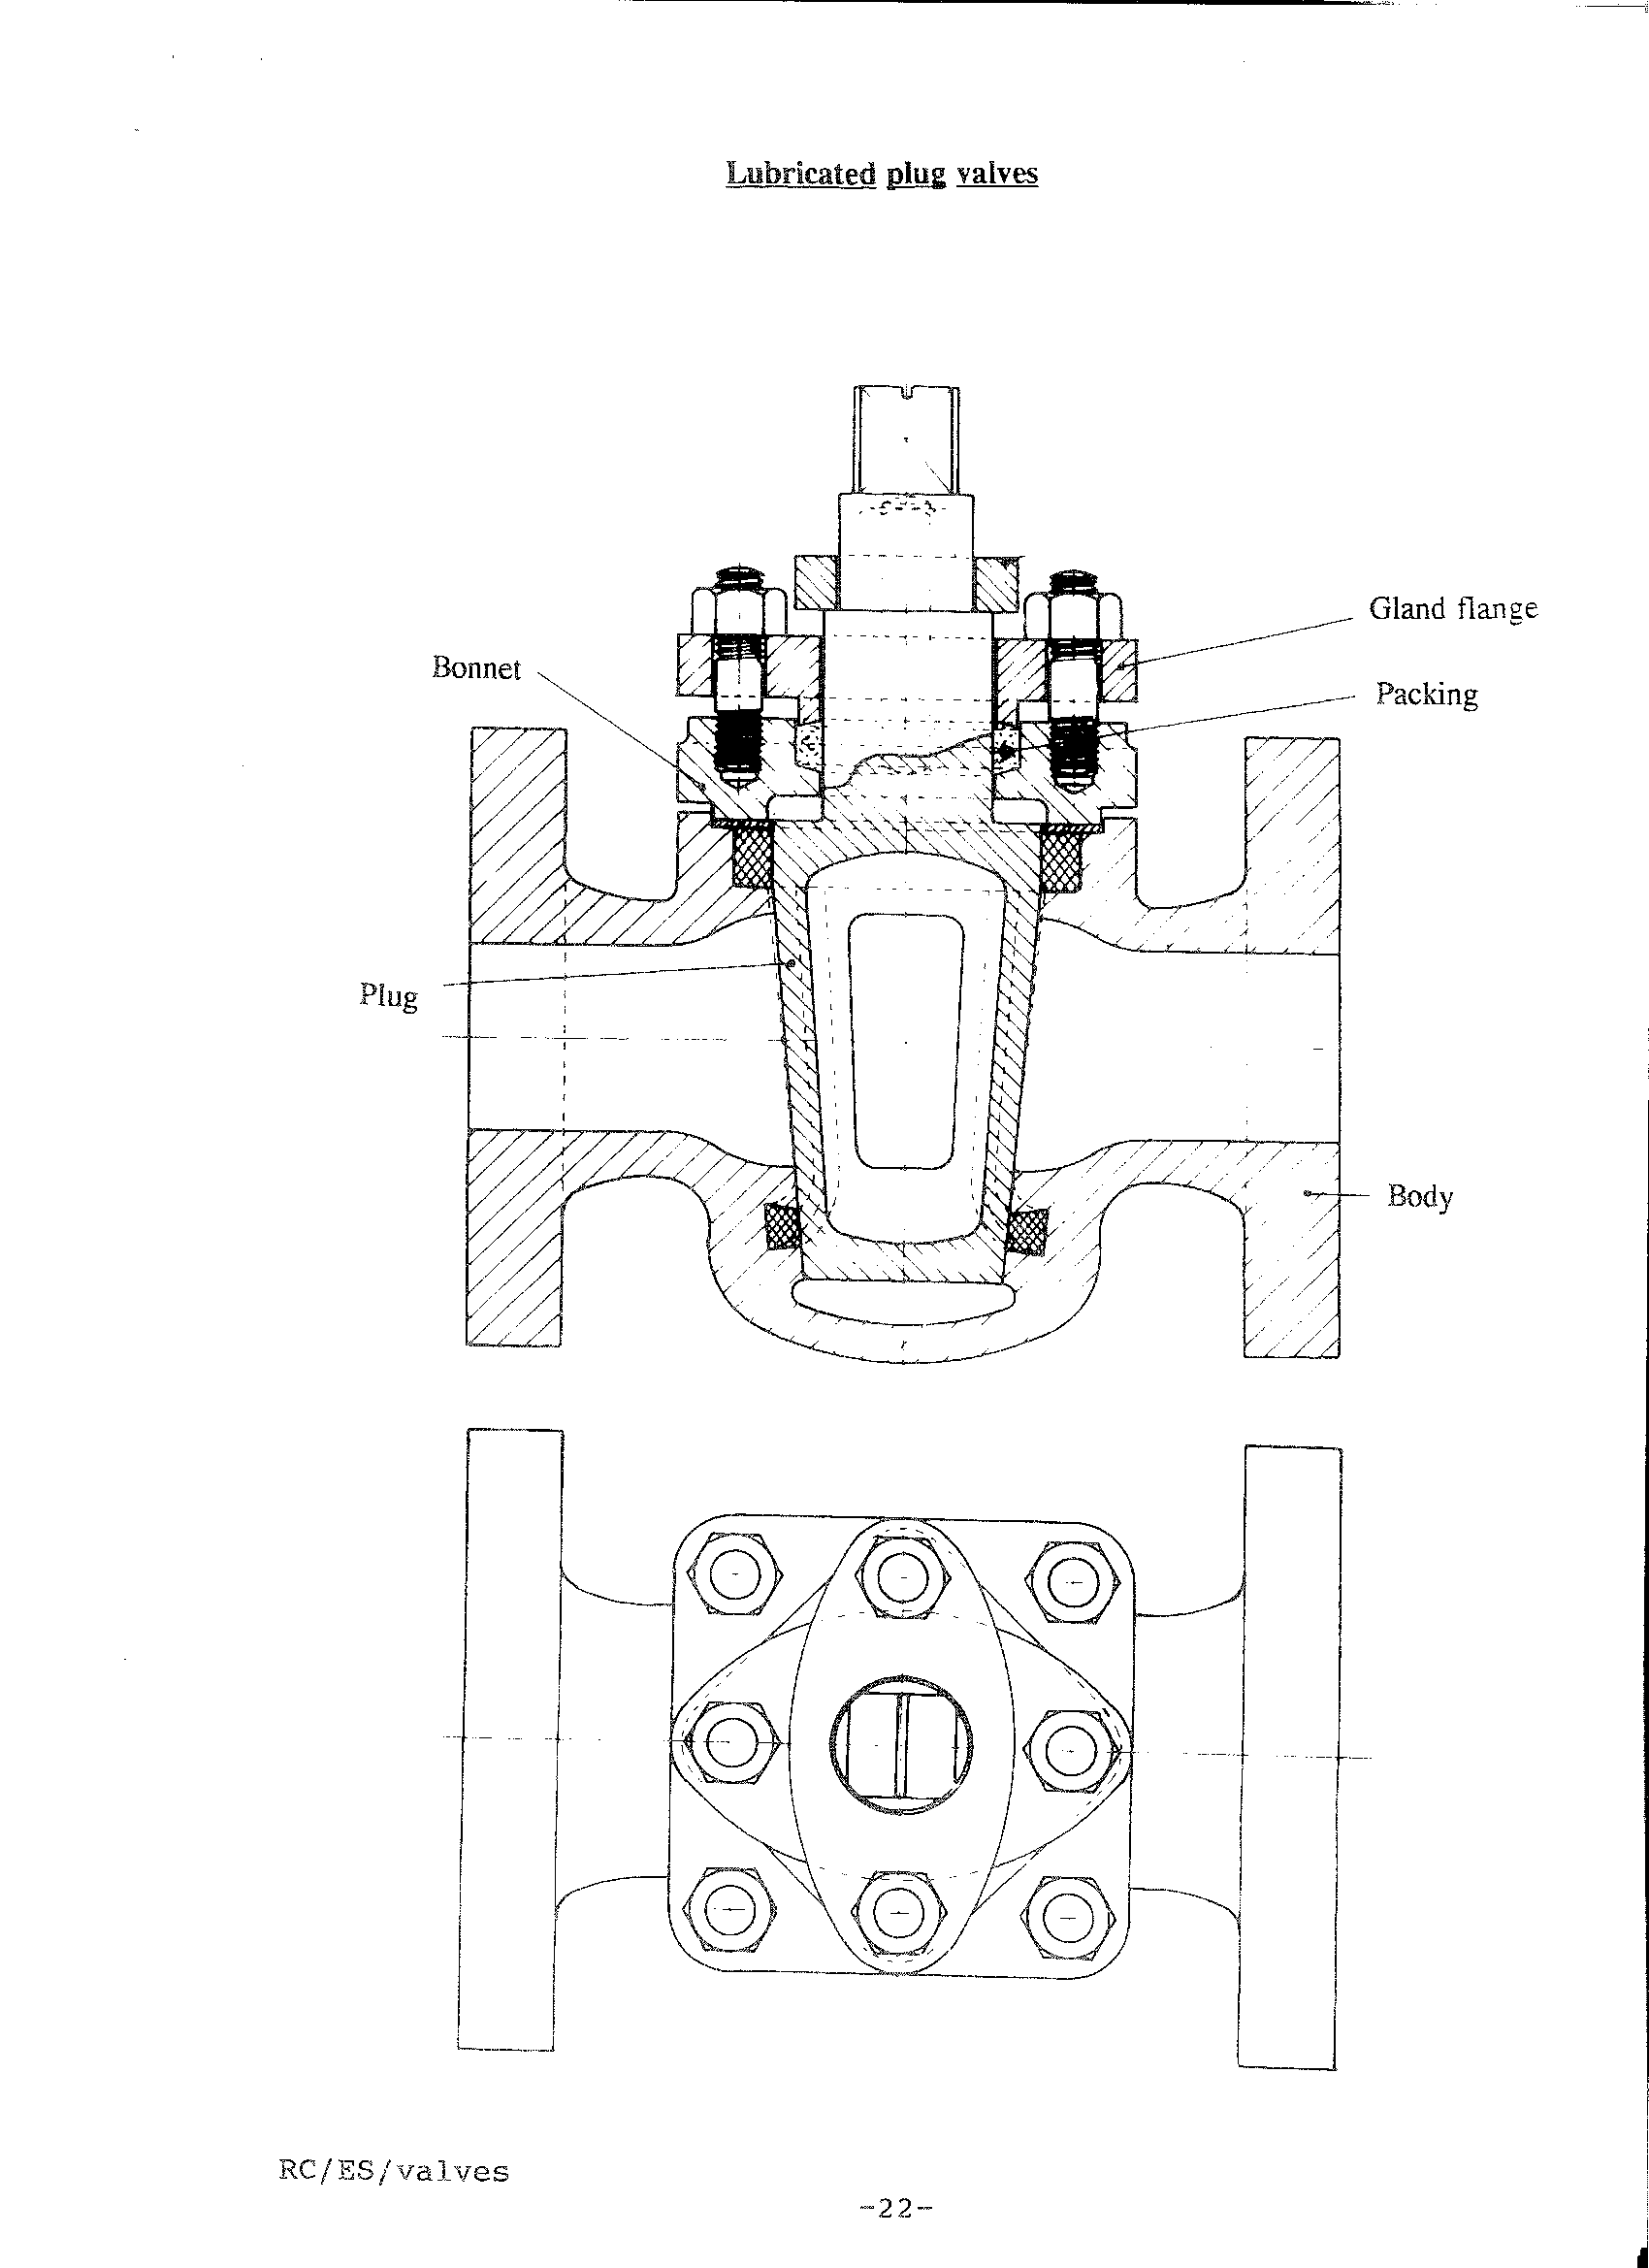 Lubricated plug valves
Gland flange
Bonnet
Packing
Plug
Body
RC/ES/valves
-22-